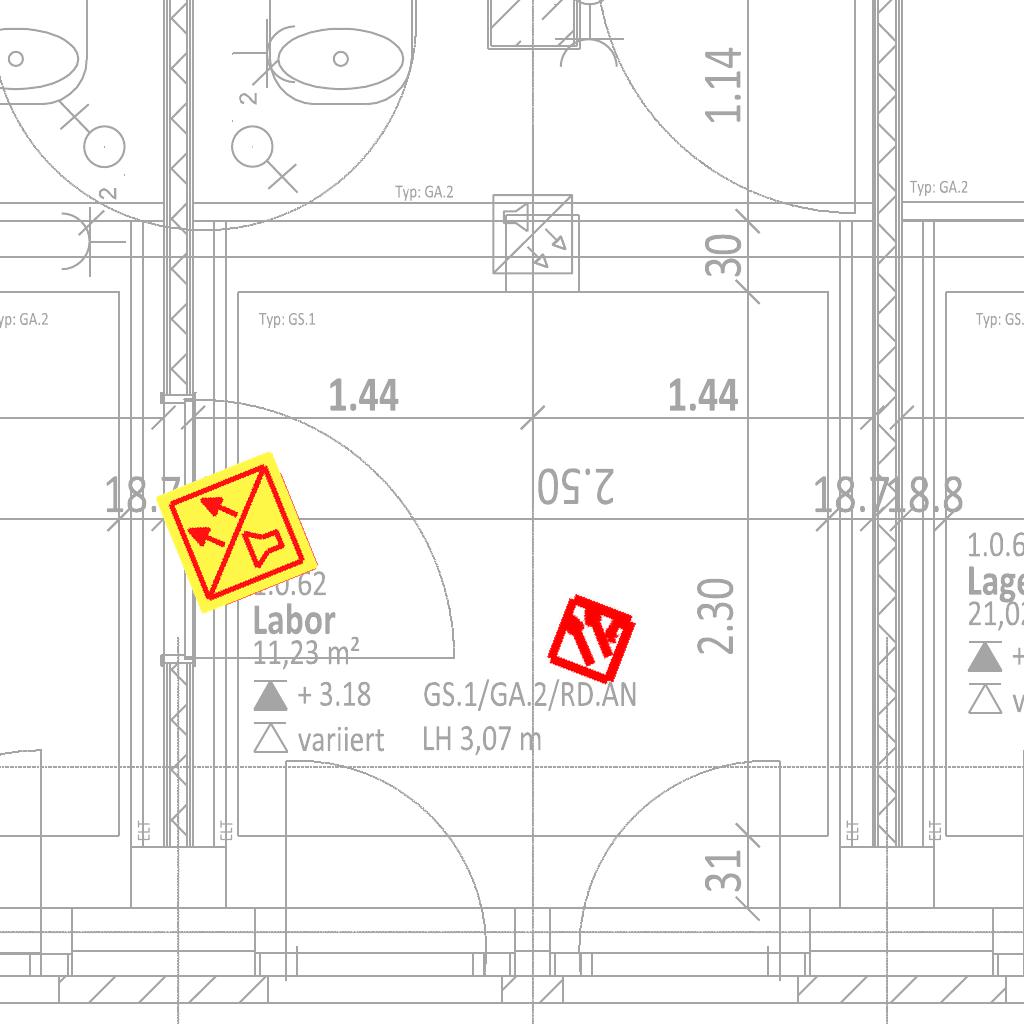 1.14
2
2
Typ: GA.2
Typ: GA.2
30
Typ: GA.2
Typ: GS.1
Typ: GS.
1.44
1.44
2.50
18.7
18.7
18.8
1.0.6
1.0.62
Labor
11,23 m²
Lage
21,02
2.30
+ 3.18
GS.1/GA.2/RD.AN
variiert
LH 3,07 m
+
v
ELT
ELT
ELT
ELT
31